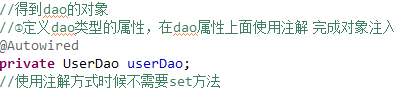 //得到dao的对象
//①定义dao类型的属性，在dao属性上面使用注解 完成对象注入
@Autowired
private UserDao userDao;
//使用注解方式时候不需要set方法